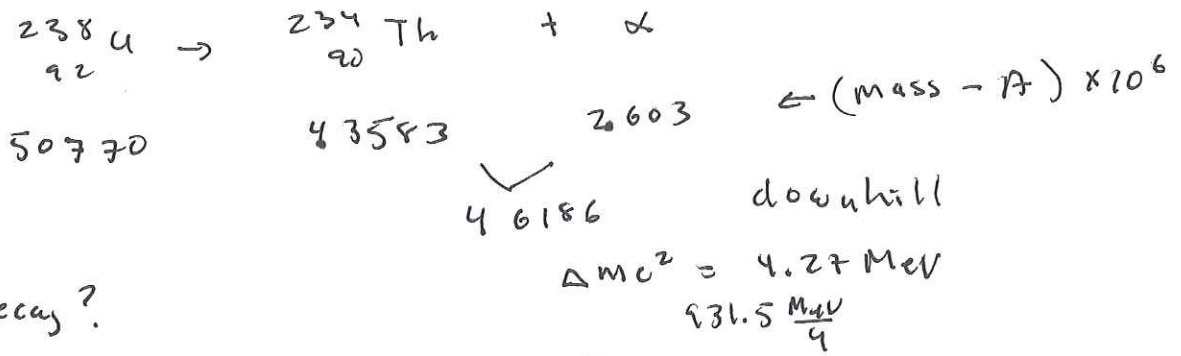 238 U → 234 Th + α
92 90
50770 43583 2603 ← (mass - A) × 10^6
46186
downhill
Δmc² = 4.27 MeV
931.5 MeV/u
ecay?